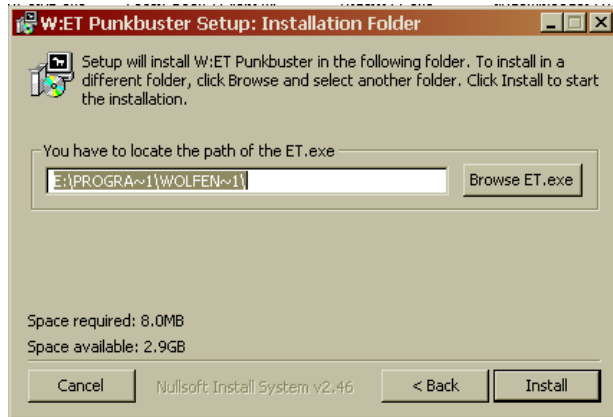 W:ET Punkbuster Setup: Installation Folder
Setup will install W:ET Punkbuster in the following folder. To install in a
different folder, click Browse and select another folder. Click Install to start
the installation.
You have to locate the path of the ET.exe
E:\PROGRA~1\WOLFEN~1\
Browse ET.exe
Space required: 8.0MB
Space available: 2.9GB
Cancel
Nullsoft Install System v2.46
< Back
Install